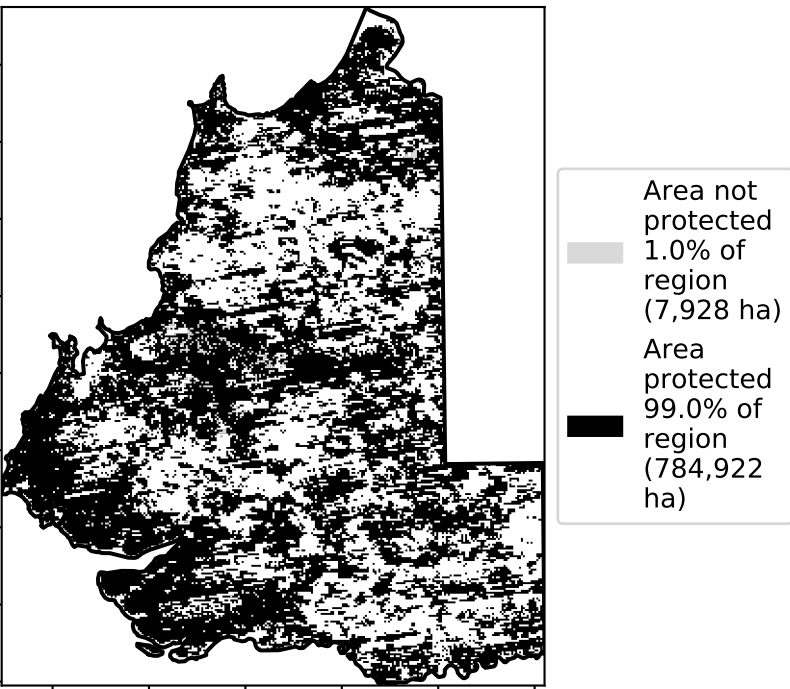 Area not
protected
1.0% of
region
(7,928 ha)
Area
protected
99.0% of
region
(784,922
ha)